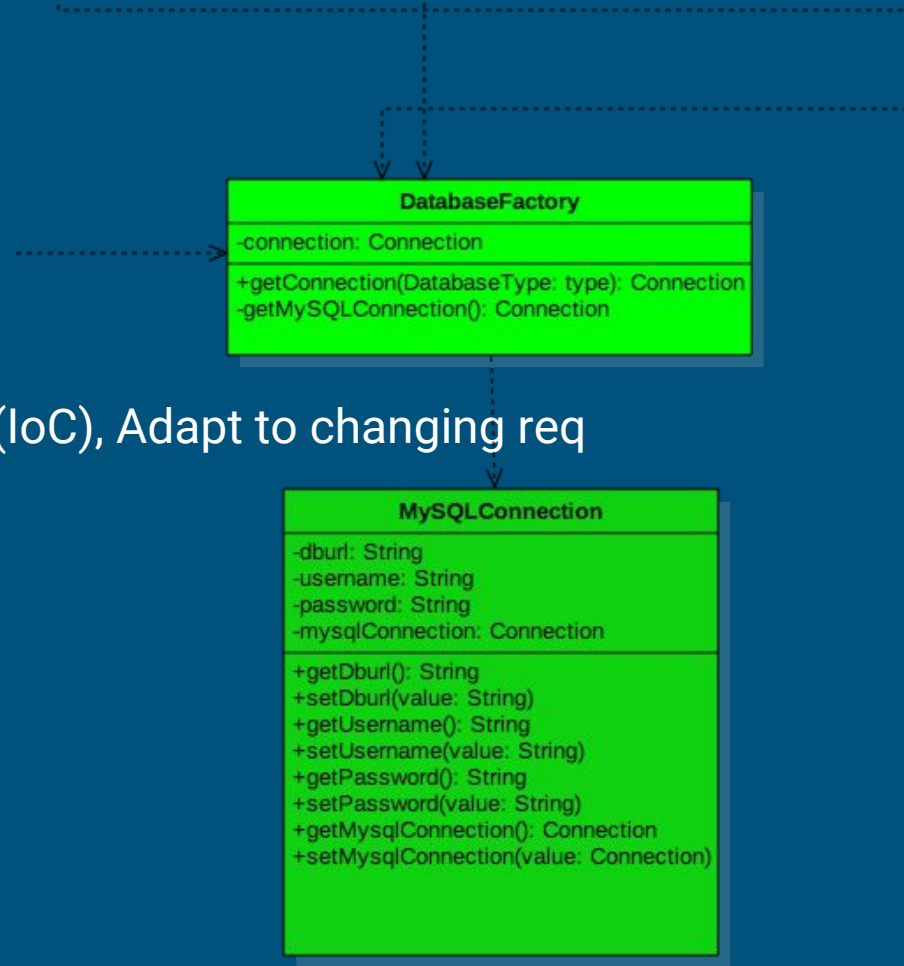 DatabaseFactory
-connection: Connection
+getConnection(DatabaseType: type): Connection
-getMySQLConnection(): Connection
(IoC), Adapt to changing req
MySQLConnection
-dburl: String
-username: String
-password: String
-mysqlConnection: Connection
+getDburl(): String
+setDburl(value: String)
+getUsername(): String
+setUsername(value: String)
+getPassword(): String
+setPassword(value: String)
+getMysqlConnection(): Connection
+setMysqlConnection(value: Connection)